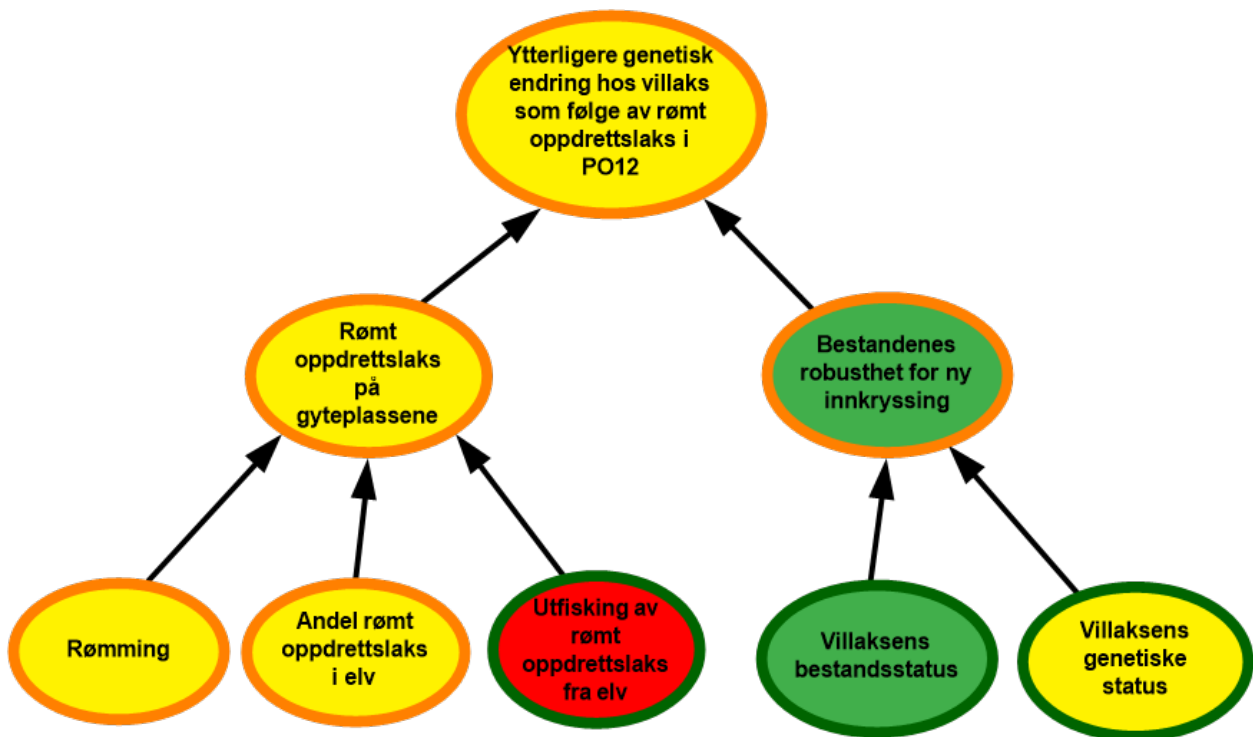 Ytterligere genetisk
endring hos villaks
som følge av rømt
oppdrettslaks i
PO12
Rømt
oppdrettslaks
på
gyteplassene
Bestandenes
robusthet for ny
innkryssing
Rømming
Andel rømt
oppdrettslaks
i elv
Utfisking av
rømt
oppdrettslaks
fra elv
Villaksens
bestandsstatus
Villaksens
genetiske
status